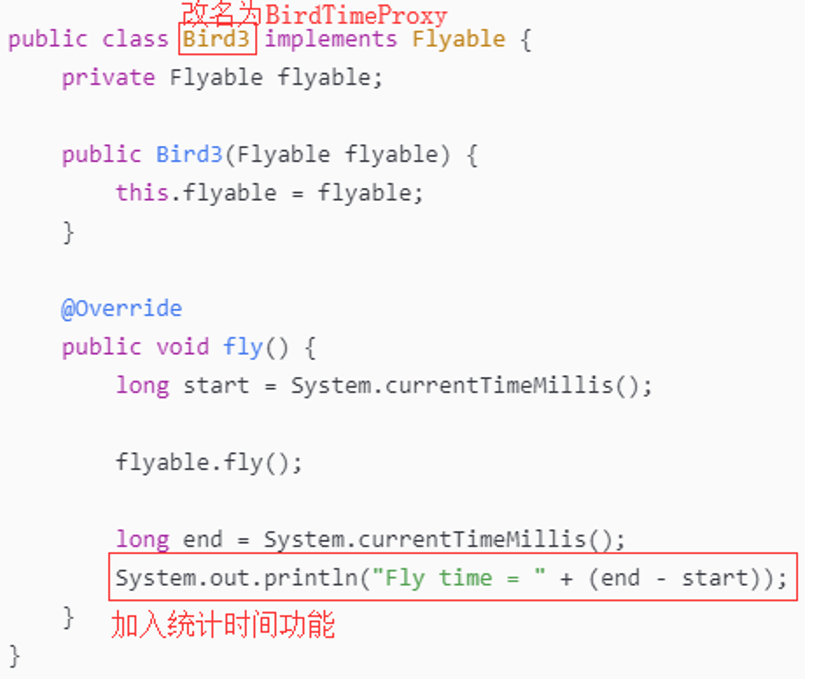 改名为BirdTimeProxy
public class Bird3 implements Flyable {
    private Flyable flyable;

    public Bird3(Flyable flyable) {
        this.flyable = flyable;
    }

    @Override
    public void fly() {
        long start = System.currentTimeMillis();

        flyable.fly();

        long end = System.currentTimeMillis();
        System.out.println("Fly time = " + (end - start));
    }
加入统计时间功能
}